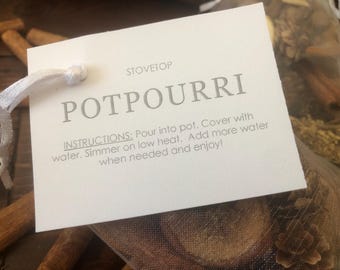 STOVETOP
POTPOURRI
INSTRUCTIONS: Pour into pot. Cover with
water. Simmer on low heat. Add more water
when needed and enjoy!